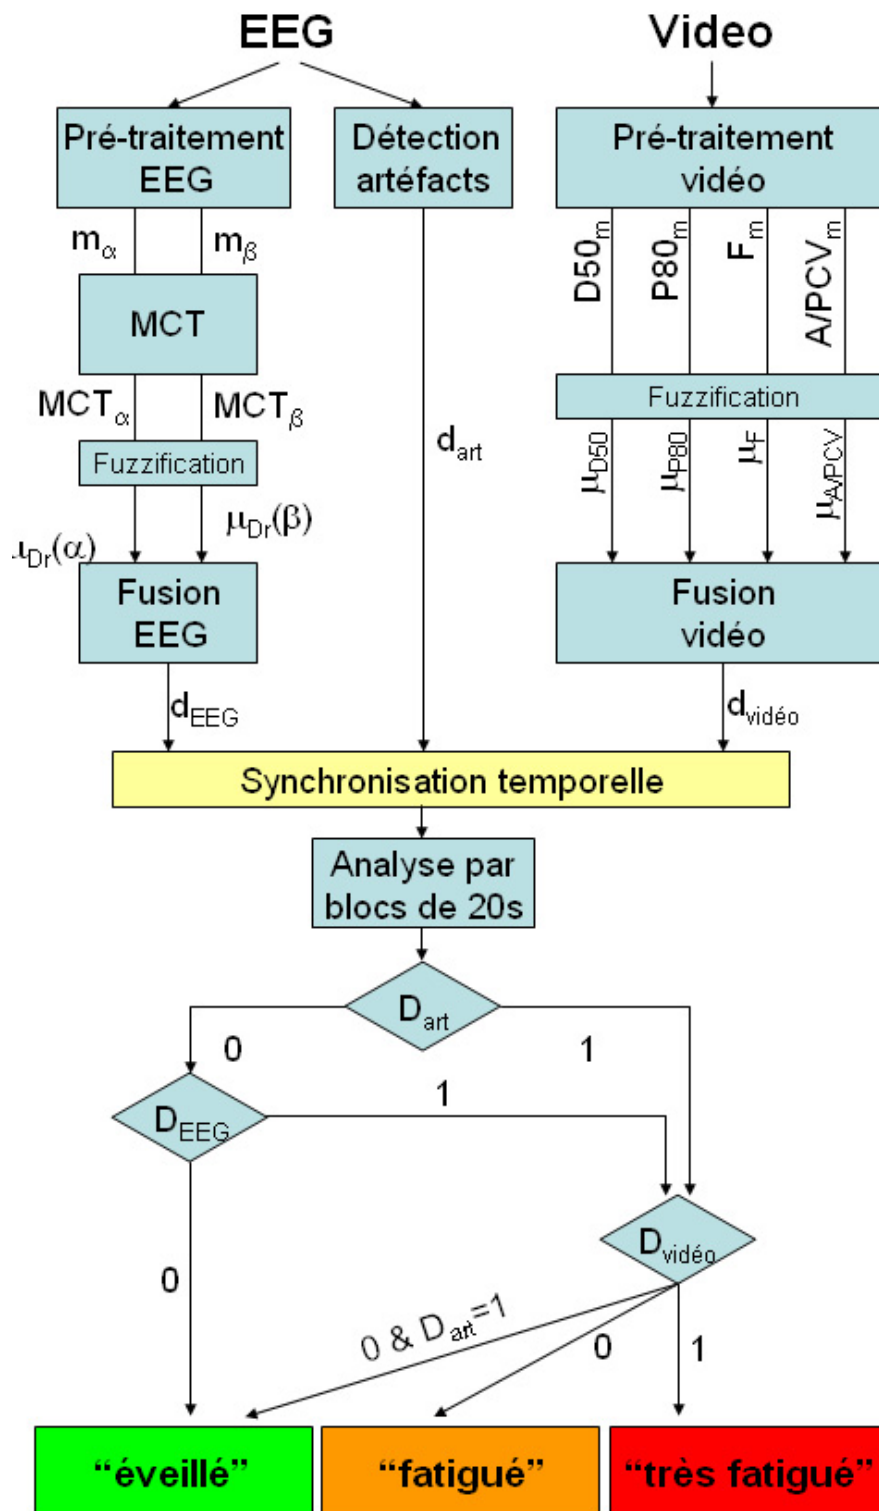 EEG
Video
Pré-traitement
EEG
Détection
artéfacts
Pré-traitement
vidéo
mα
mβ
D50m
P80m
Fm
A/PCVm
MCT
MCTα
MCTβ
Fuzzification
Fuzzification
dart
μD50
μP80
μF
μA/PCV
μDr(α)
μDr(β)
Fusion
EEG
Fusion
vidéo
dEEG
dvidéo
Synchronisation temporelle
Analyse par
blocs de 20s
Dart
0
1
DEEG
1
Dvidéo
0
0 & Dart=1
0
1
“éveillé”
“fatigué”
“très fatigué”